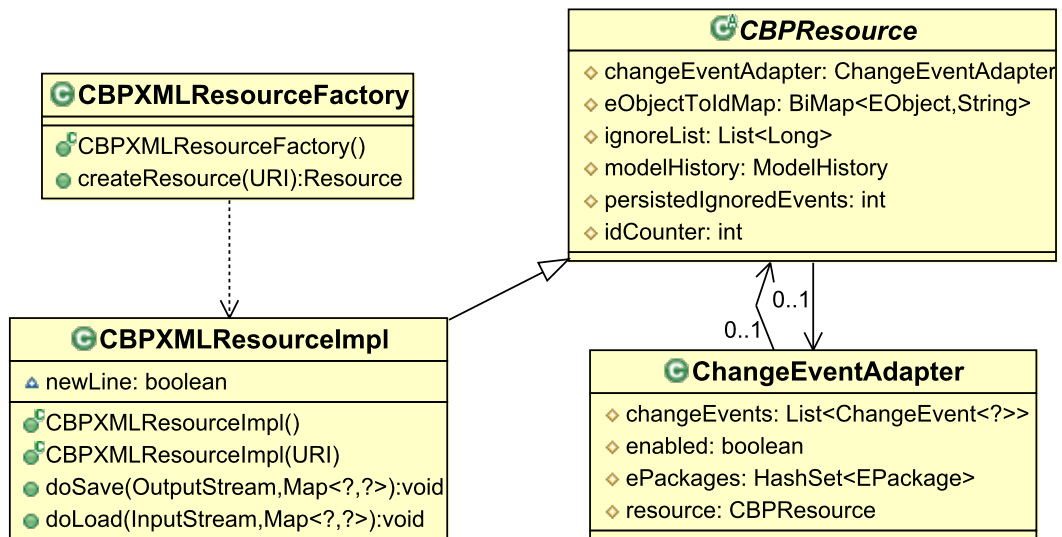 CBPXMLResourceFactory
CBPXMLResourceFactory()
createResource(URI):Resource
CBPResource
changeEventAdapter: ChangeEventAdapter
eObjectToIdMap: BiMap<EObject,String>
ignoreList: List<Long>
modelHistory: ModelHistory
persistedIgnoredEvents: int
idCounter: int
0..1
0..1
CBPXMLResourceImpl
newLine: boolean
CBPXMLResourceImpl()
CBPXMLResourceImpl(URI)
doSave(OutputStream,Map<?,?>):void
doLoad(InputStream,Map<?,?>):void
ChangeEventAdapter
changeEvents: List<ChangeEvent<?>>
enabled: boolean
ePackages: HashSet<EPackage>
resource: CBPResource